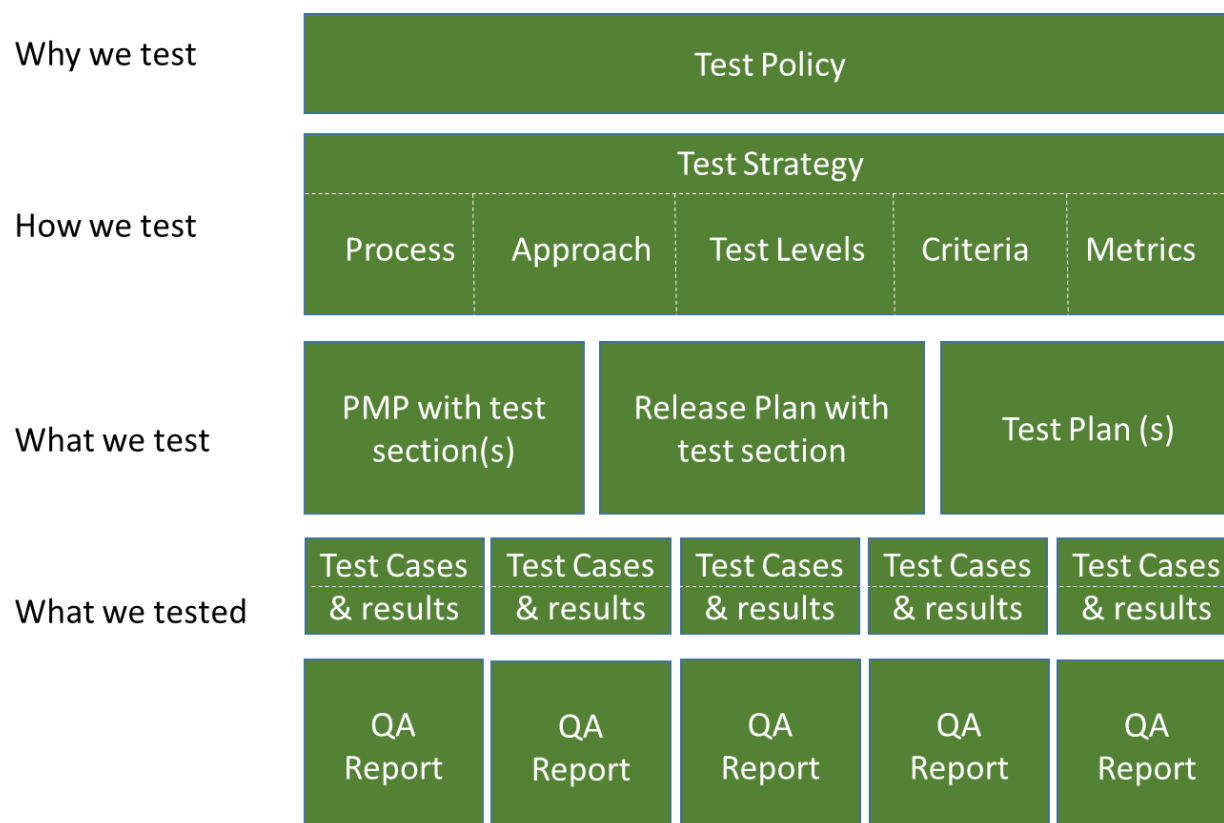 Why we test
Test Policy
How we test
Test Strategy
Process
Approach
Test Levels
Criteria
Metrics
What we test
PMP with test
section(s)
Release Plan with
test section
Test Plan (s)
What we tested
Test Cases
& results
Test Cases
& results
Test Cases
& results
Test Cases
& results
Test Cases
& results
QA
Report
QA
Report
QA
Report
QA
Report
QA
Report